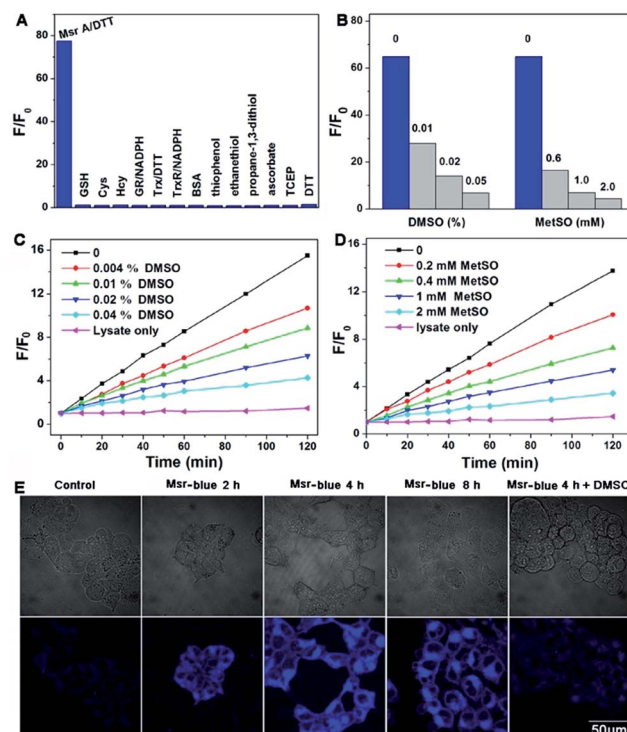 A
F/F0
80
60
40
20
0
Msr A/DTT
GSH
Cys
Hcy
GR/NADPH
Trx/DTT
TrxR/NADPH
BSA
thiophenol
ethanethiol
propane-1,3-dithiol
ascorbate
TCEP
DTT
B
F/F0
80
60
40
20
0
0
0.01
0.02
0.05
0
0.6
1.0
2.0
DMSO (%)
MetSO (mM)
C
F/F0
16
12
8
4
0
0
0.004 % DMSO
0.01 % DMSO
0.02 % DMSO
0.04 % DMSO
Lysate only
0 20 40 60 80 100 120
Time (min)
D
F/F0
16
12
8
4
0
0
0.2 mM MetSO
0.4 mM MetSO
1 mM MetSO
2 mM MetSO
lysate only
0 20 40 60 80 100 120
Time (min)
E
Control
Msr-blue 2 h
Msr-blue 4 h
Msr-blue 8 h
Msr-blue 4 h + DMSO
50µm